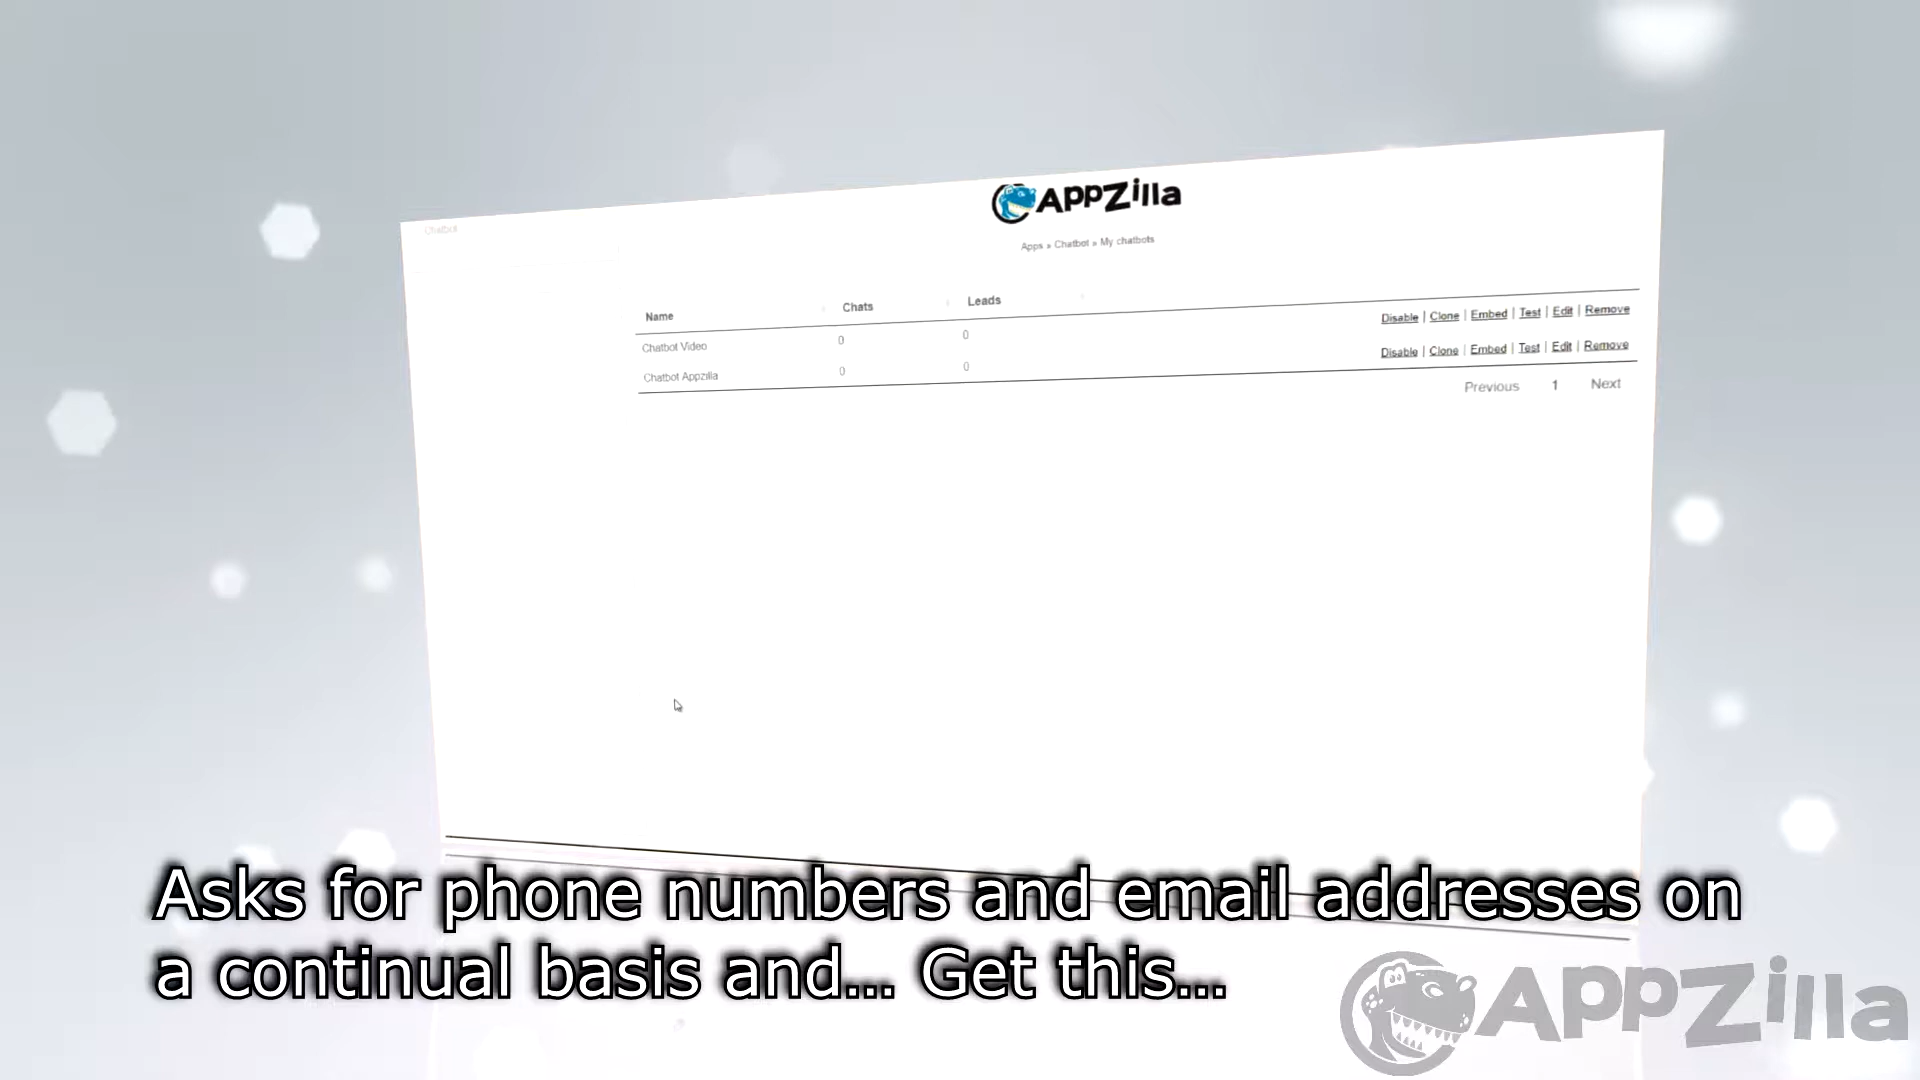 Chatbot
APPZilla
Apps » Chatbot » My chatbots
Name Chats Leads
Chatbot Video 0 0 Disable | Clone | Embed | Test | Edit | Remove
Chatbot Appzilla 0 0 Disable | Clone | Embed | Test | Edit | Remove
Previous 1 Next
Asks for phone numbers and email addresses on
a continual basis and... Get this...
APPZilla